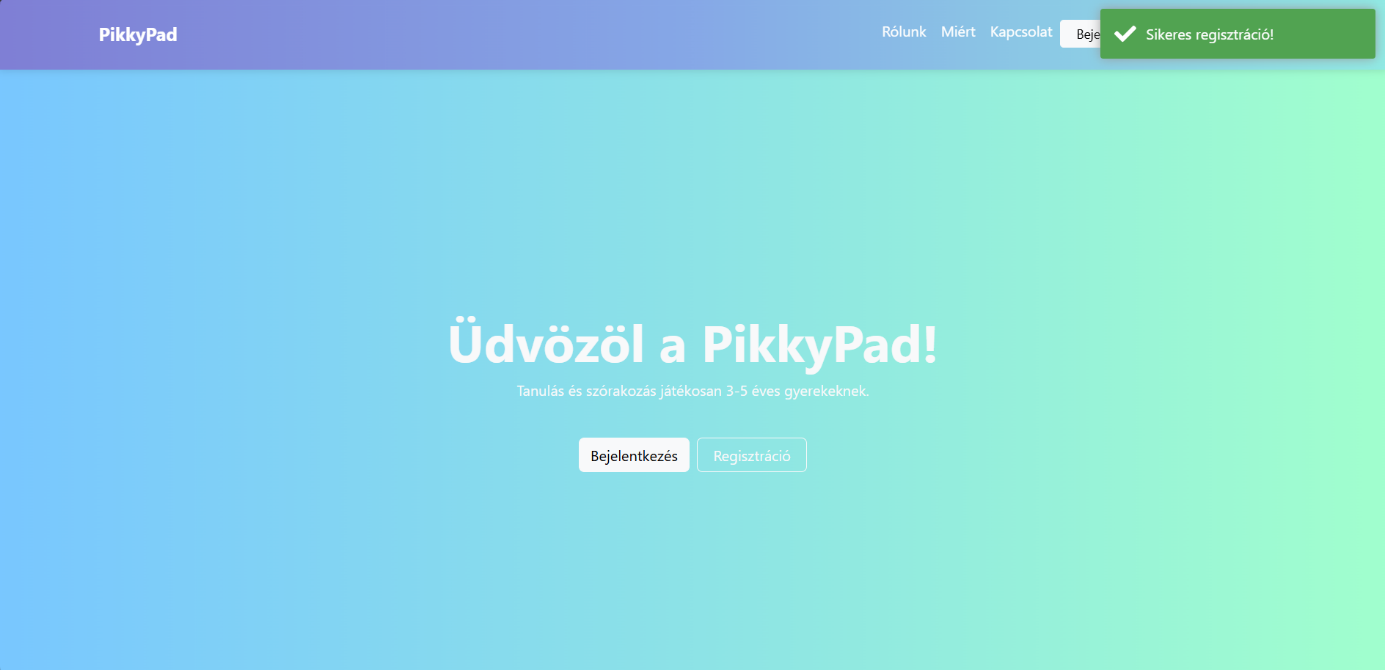 PikkyPad
Rólunk Miért Kapcsolat
Sikeres regisztráció!
Üdvözöl a PikkyPad!
Tanulás és szórakozás játékosan 3-5 éves gyerekeknek.
Bejelentkezés Regisztráció